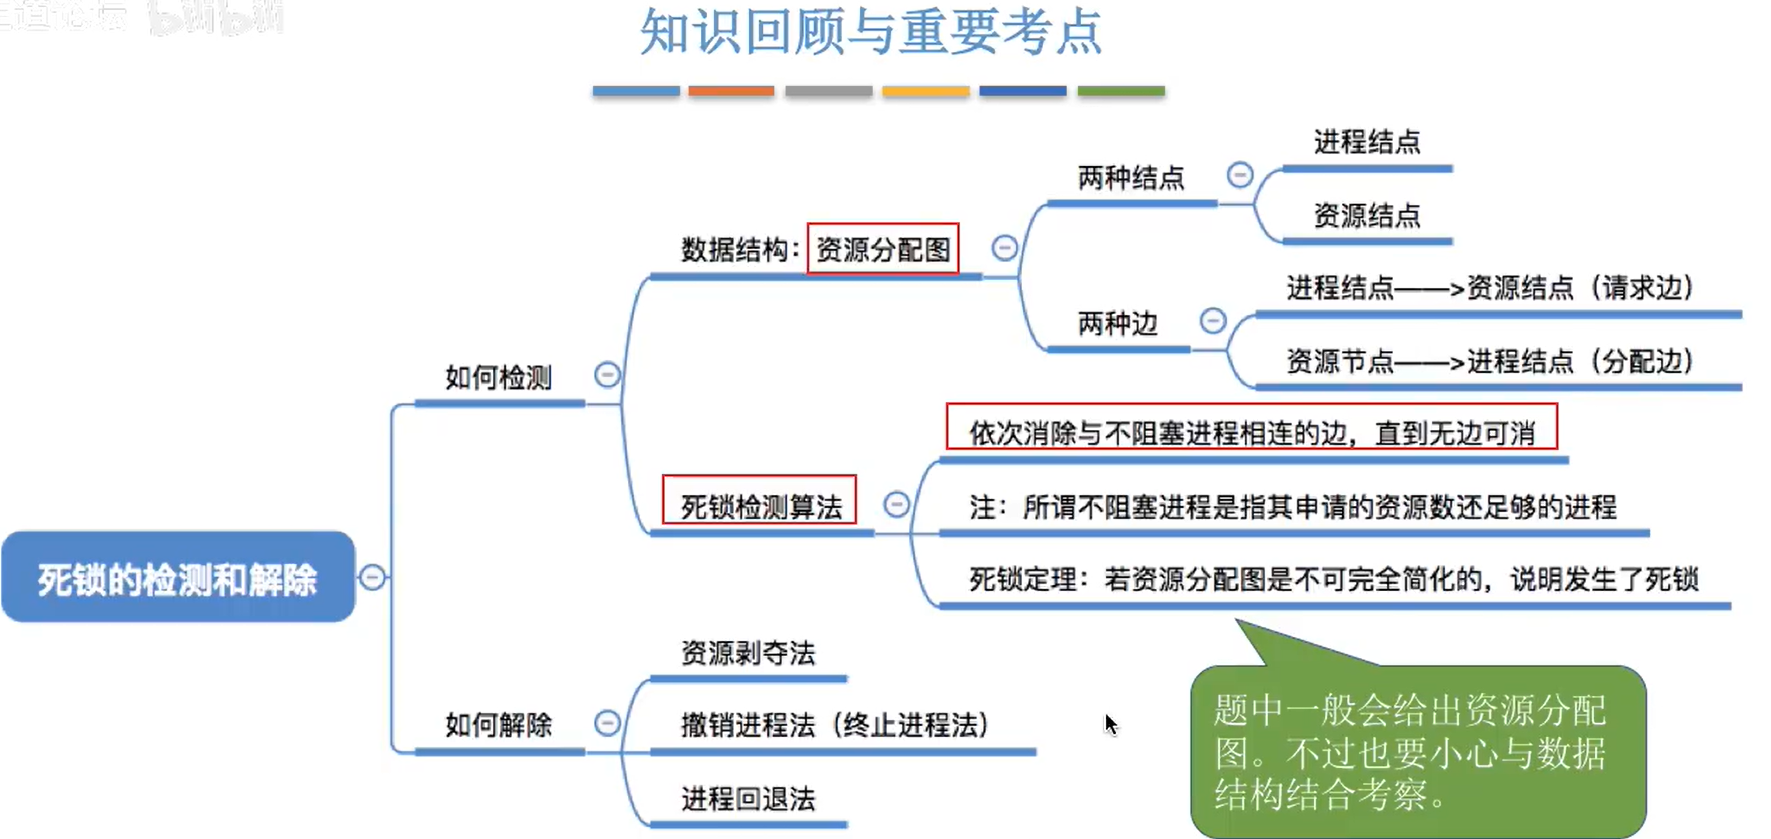 bilibili
知识回顾与重要考点
进程结点
两种结点
资源结点
数据结构：资源分配图
进程结点——>资源结点（请求边）
两种边
资源节点——>进程结点（分配边）
如何检测
依次消除与不阻塞进程相连的边，直到无边可消
死锁检测算法
注：所谓不阻塞进程是指其申请的资源数还足够的进程
死锁定理：若资源分配图是不可完全简化的，说明发生了死锁
死锁的检测和解除
资源剥夺法
如何解除
撤销进程法（终止进程法）
进程回退法
题中一般会给出资源分配
图。不过也要小心与数据
结构结合考察。